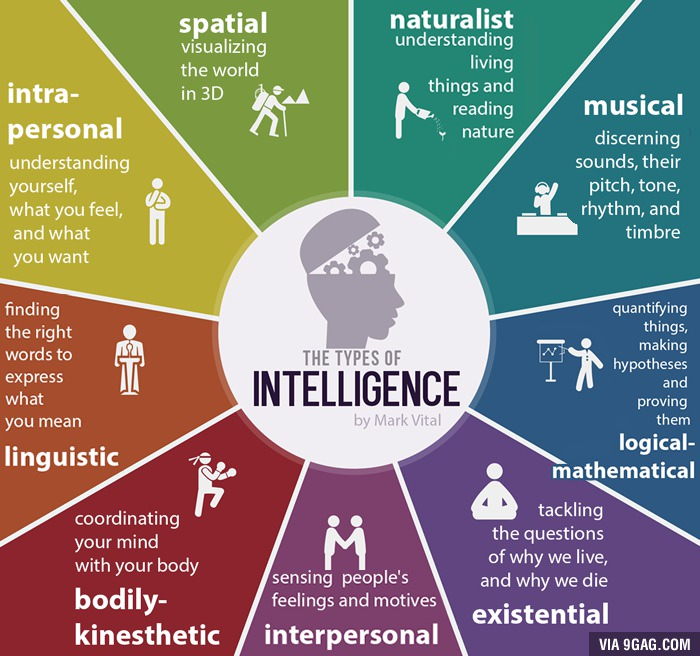 spatial
visualizing
the world
in 3D
naturalist
understanding
living
things and
reading
nature
musical
discerning
sounds, their
pitch, tone,
rhythm, and
timbre
quantifying
things,
making
hypotheses
and
proving
them
logical-
mathematical
tackling
the questions
of why we live,
and why we die
existential
sensing people's
feelings and motives
interpersonal
coordinating
your mind
with your body
bodily-
kinesthetic
finding
the right
words to
express
what
you mean
linguistic
intra-
personal
understanding
yourself,
what you feel,
and what
you want
THE TYPES OF
INTELLIGENCE
by Mark Vital
VIA 9GAG.COM